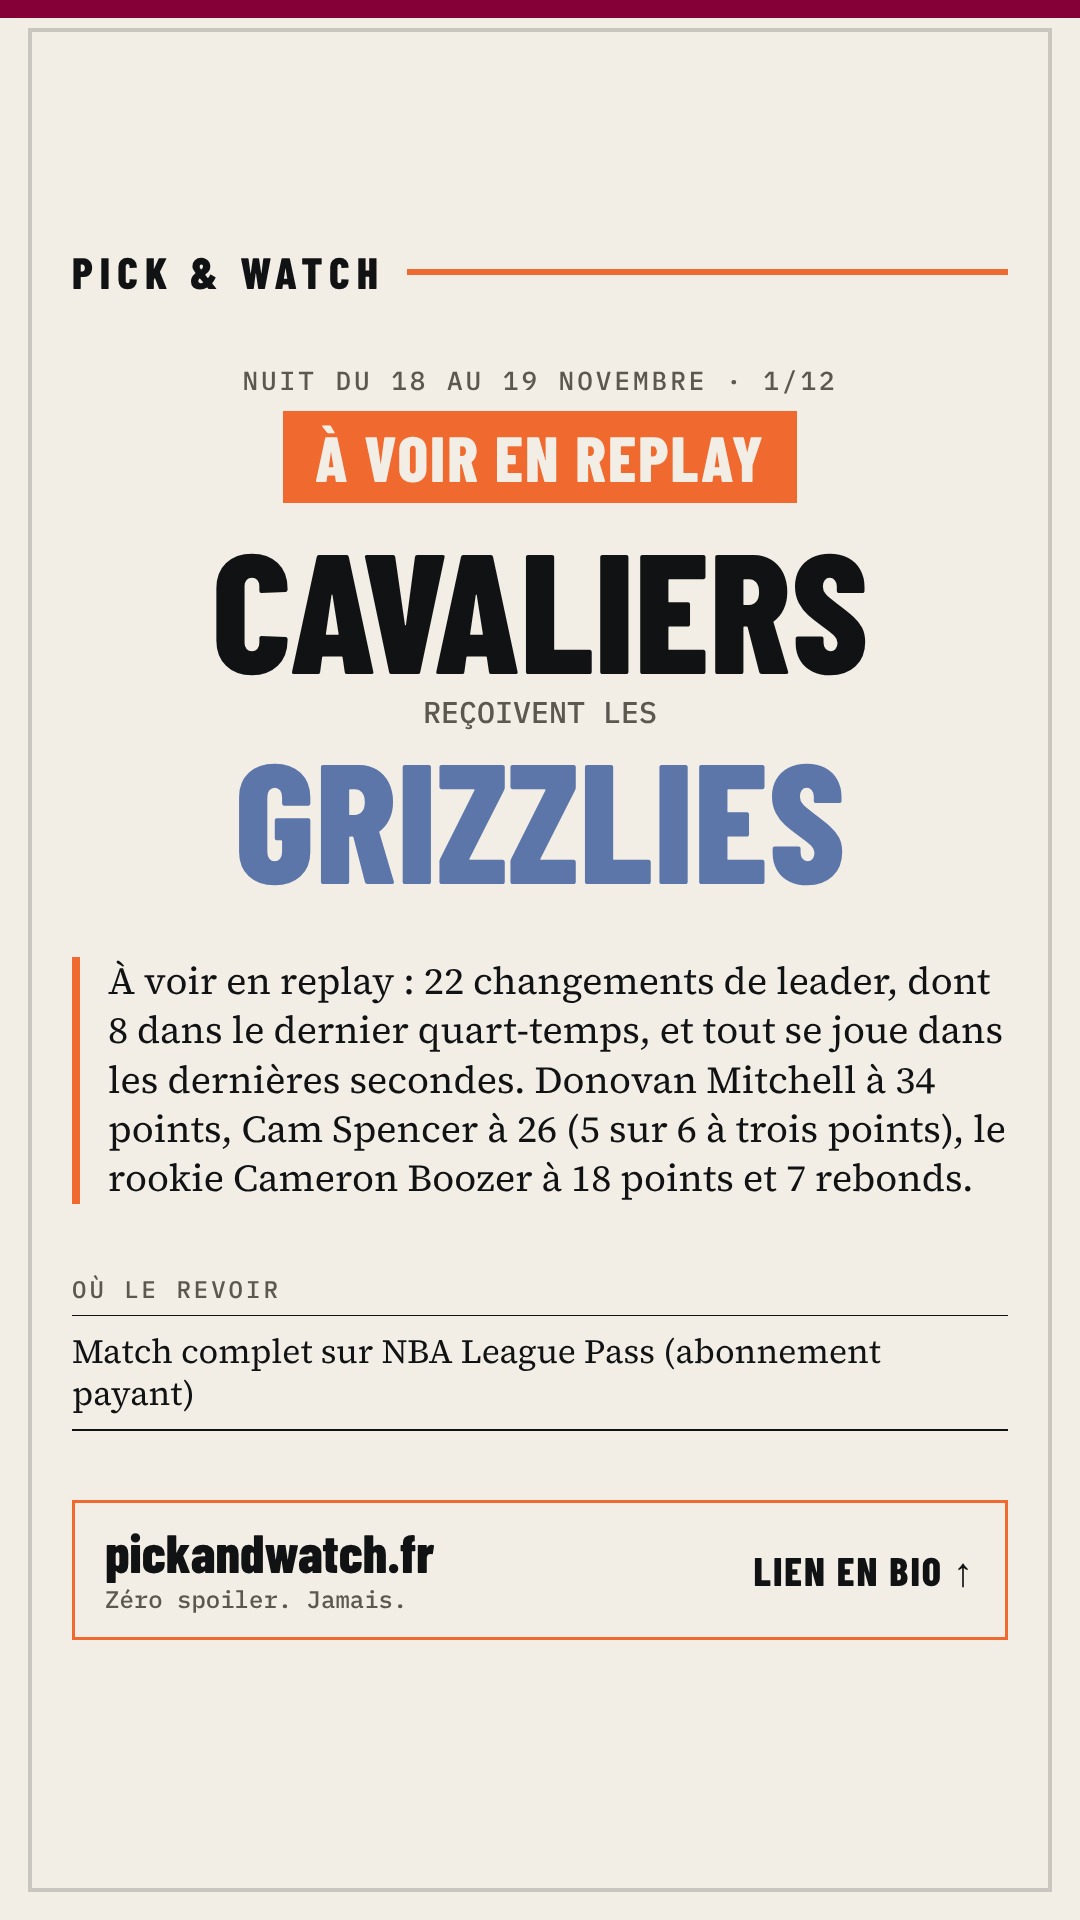 PICK & WATCH
NUIT DU 18 AU 19 NOVEMBRE · 1/12
À VOIR EN REPLAY
CAVALIERS
REÇOIVENT LES
GRIZZLIES
À voir en replay : 22 changements de leader, dont
8 dans le dernier quart-temps, et tout se joue dans
les dernières secondes. Donovan Mitchell à 34
points, Cam Spencer à 26 (5 sur 6 à trois points), le
rookie Cameron Boozer à 18 points et 7 rebonds.
OÙ LE REVOIR
Match complet sur NBA League Pass (abonnement
payant)
pickandwatch.fr
Zéro spoiler. Jamais.
LIEN EN BIO ↑